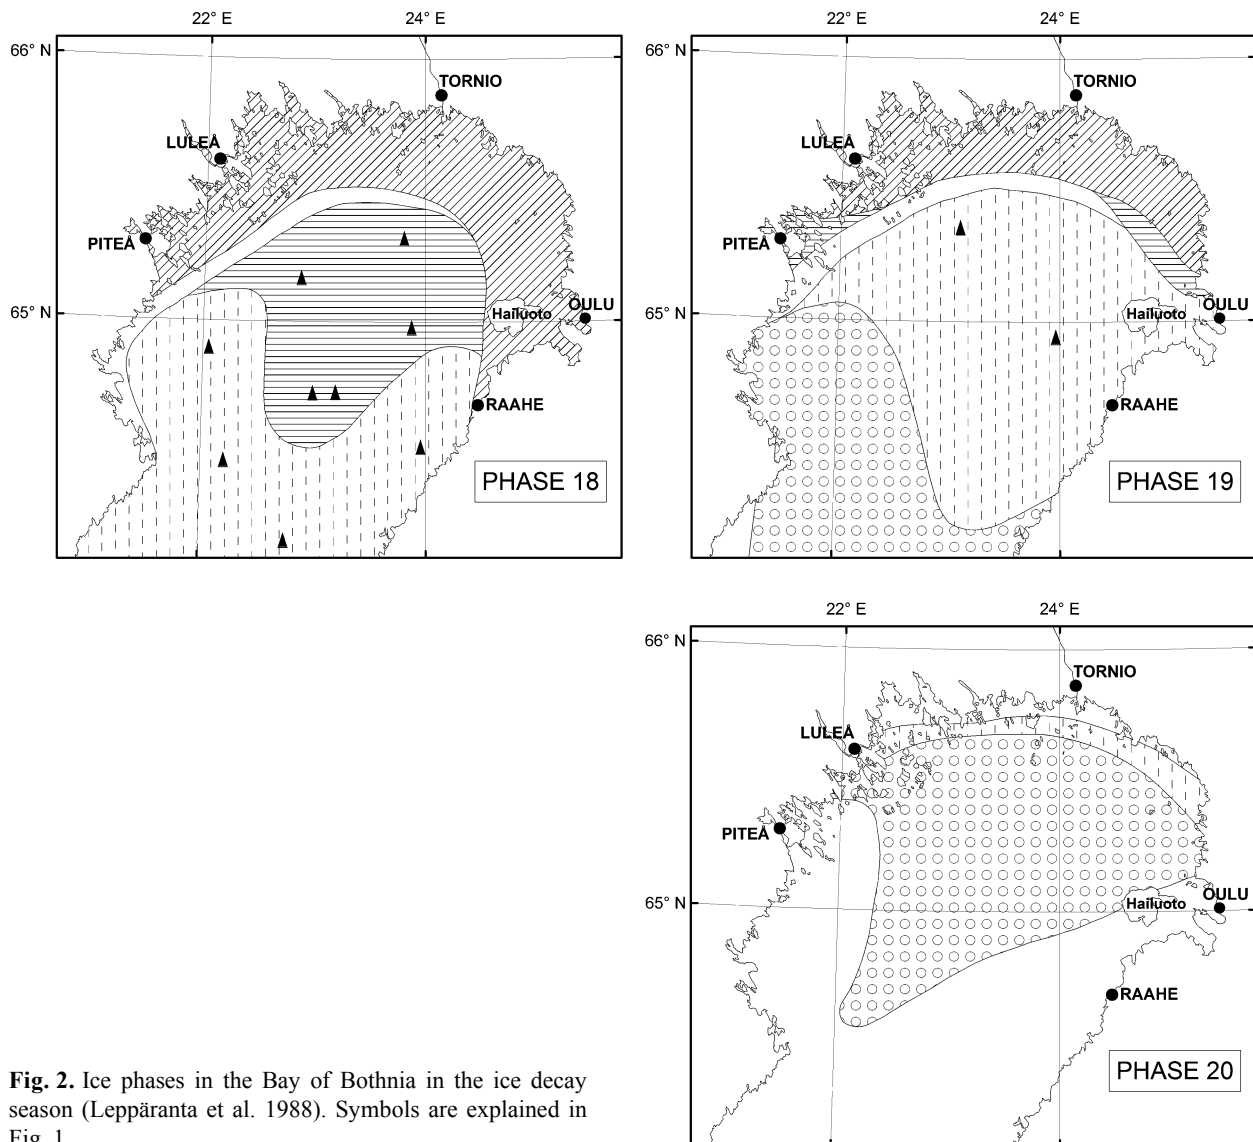 22° E 24° E
66° N
TORNIO
LULEÅ
PITEÅ
65° N
Hailuoto
OULU
RAAHE
PHASE 18
22° E 24° E
66° N
TORNIO
LULEÅ
PITEÅ
65° N
Hailuoto
OULU
RAAHE
PHASE 19
22° E 24° E
66° N
TORNIO
LULEÅ
PITEÅ
65° N
Hailuoto
OULU
RAAHE
PHASE 20
Fig. 2. Ice phases in the Bay of Bothnia in the ice decay
season (Leppäranta et al. 1988). Symbols are explained in
Fig. 1